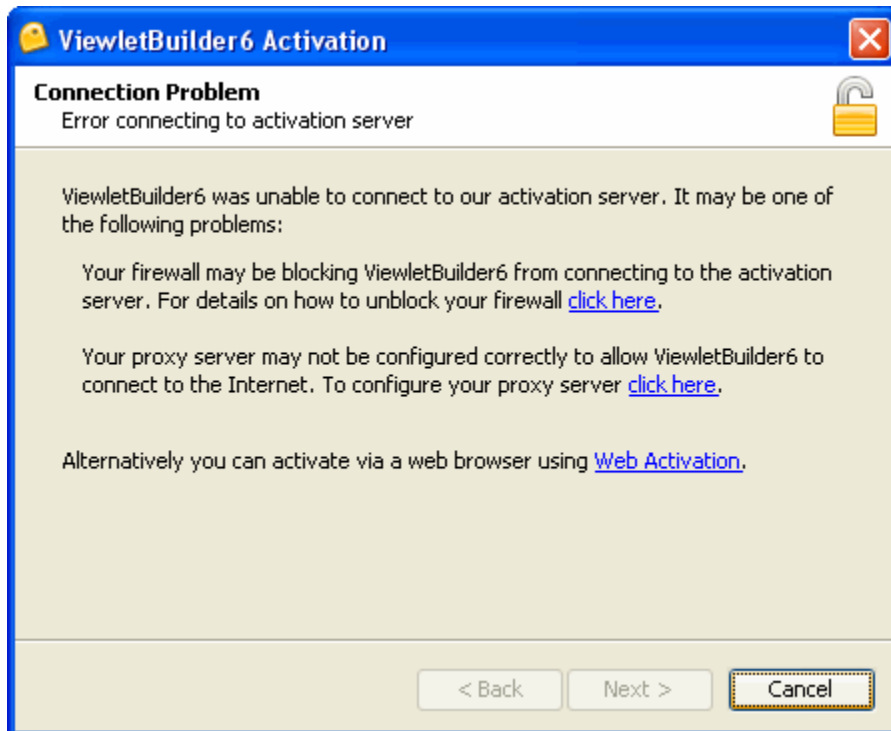 ViewletBuilder6 Activation
Connection Problem
Error connecting to activation server
ViewletBuilder6 was unable to connect to our activation server. It may be one of
the following problems:
Your firewall may be blocking ViewletBuilder6 from connecting to the activation
server. For details on how to unblock your firewall click here.
Your proxy server may not be configured correctly to allow ViewletBuilder6 to
connect to the Internet. To configure your proxy server click here.
Alternatively you can activate via a web browser using Web Activation.
< Back Next > Cancel